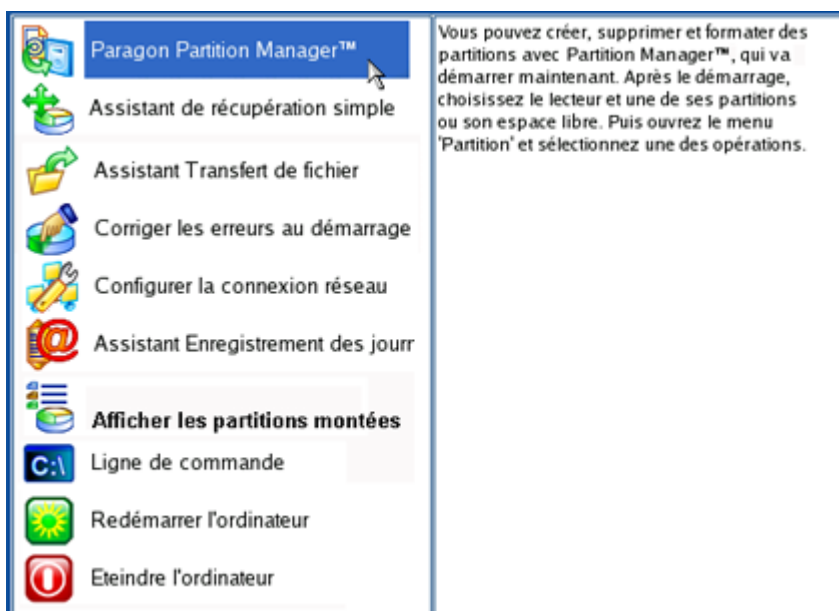 Paragon Partition Manager™
Assistant de récupération simple
Assistant Transfert de fichier
Corriger les erreurs au démarrage
Configurer la connexion réseau
Assistant Enregistrement des jourr
Afficher les partitions montées
C:\ Ligne de commande
Redémarrer l'ordinateur
Eteindre l'ordinateur
Vous pouvez créer, supprimer et formater des
partitions avec Partition Manager™, qui va
démarrer maintenant. Après le démarrage,
choisissez le lecteur et une de ses partitions
ou son espace libre. Puis ouvrez le menu
'Partition' et sélectionnez une des opérations.